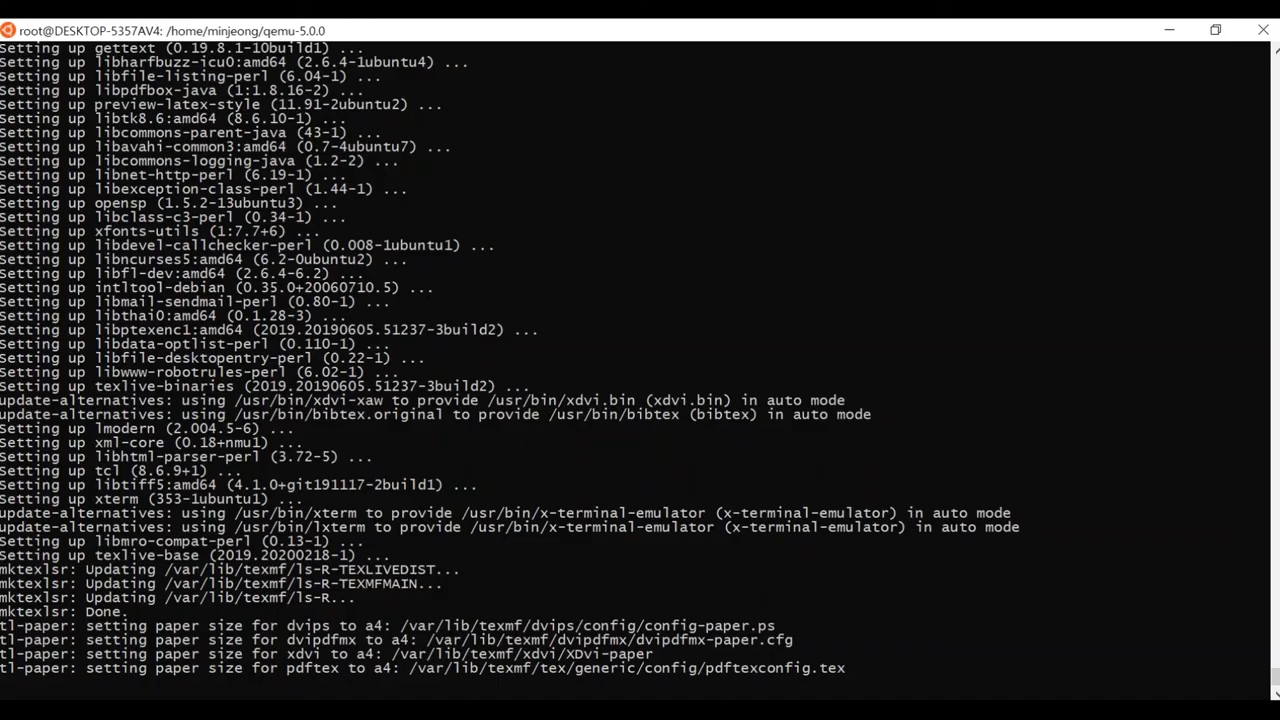 root@DESKTOP-5357AV4: /home/minjeong/qemu-5.0.0
Setting up gettext (0.19.8.1-10build1) ...
Setting up libharfbuzz-icu0:amd64 (2.6.4-1ubuntu4) ...
Setting up libfile-listing-perl (6.04-1) ...
Setting up libpdfbox-java (1:1.8.16-2) ...
Setting up preview-latex-style (11.91-2ubuntu2) ...
Setting up libtk8.6:amd64 (8.6.10-1) ...
Setting up libcommons-parent-java (43-1) ...
Setting up libavahi-common3:amd64 (0.7-4ubuntu7) ...
Setting up libcommons-logging-java (1.2-2) ...
Setting up libnet-http-perl (6.19-1) ...
Setting up libexception-class-perl (1.44-1) ...
Setting up opensp (1.5.2-13ubuntu3) ...
Setting up libclass-c3-perl (0.34-1) ...
Setting up xfonts-utils (1:7.7+6) ...
Setting up libdevel-callchecker-perl (0.008-1ubuntu1) ...
Setting up libncurses5:amd64 (6.2-0ubuntu2) ...
Setting up libfl-dev:amd64 (2.6.4-6.2) ...
Setting up intltool-debian (0.35.0+20060710.5) ...
Setting up libmail-sendmail-perl (0.80-1) ...
Setting up libthai0:amd64 (0.1.28-3) ...
Setting up libptexenc1:amd64 (2019.20190605.51237-3build2) ...
Setting up libdata-optlist-perl (0.110-1) ...
Setting up libfile-desktopentry-perl (0.22-1) ...
Setting up libwww-robotrules-perl (6.02-1) ...
Setting up texlive-binaries (2019.20190605.51237-3build2) ...
update-alternatives: using /usr/bin/xdvi-xaw to provide /usr/bin/xdvi.bin (xdvi.bin) in auto mode
update-alternatives: using /usr/bin/bibtex.original to provide /usr/bin/bibtex (bibtex) in auto mode
Setting up lmodern (2.004.5-6) ...
Setting up xml-core (0.18+nmu1) ...
Setting up libhtml-parser-perl (3.72-5) ...
Setting up tcl (8.6.9+1) ...
Setting up libtiff5:amd64 (4.1.0+git191117-2build1) ...
Setting up xterm (353-1ubuntu1) ...
update-alternatives: using /usr/bin/xterm to provide /usr/bin/x-terminal-emulator (x-terminal-emulator) in auto mode
update-alternatives: using /usr/bin/lxterm to provide /usr/bin/x-terminal-emulator (x-terminal-emulator) in auto mode
Setting up libmro-compat-perl (0.13-1) ...
Setting up texlive-base (2019.20200218-1) ...
mktexlsr: Updating /var/lib/texmf/ls-R-TEXLIVEDIST...
mktexlsr: Updating /var/lib/texmf/ls-R-TEXMFMAIN...
mktexlsr: Updating /var/lib/texmf/ls-R...
mktexlsr: Done.
tl-paper: setting paper size for dvips to a4: /var/lib/texmf/dvips/config/config-paper.ps
tl-paper: setting paper size for dvipdfmx to a4: /var/lib/texmf/dvipdfmx/dvipdfmx-paper.cfg
tl-paper: setting paper size for xdvi to a4: /var/lib/texmf/xdvi/XDvi-paper
tl-paper: setting paper size for pdftex to a4: /var/lib/texmf/tex/generic/config/pdftexconfig.tex